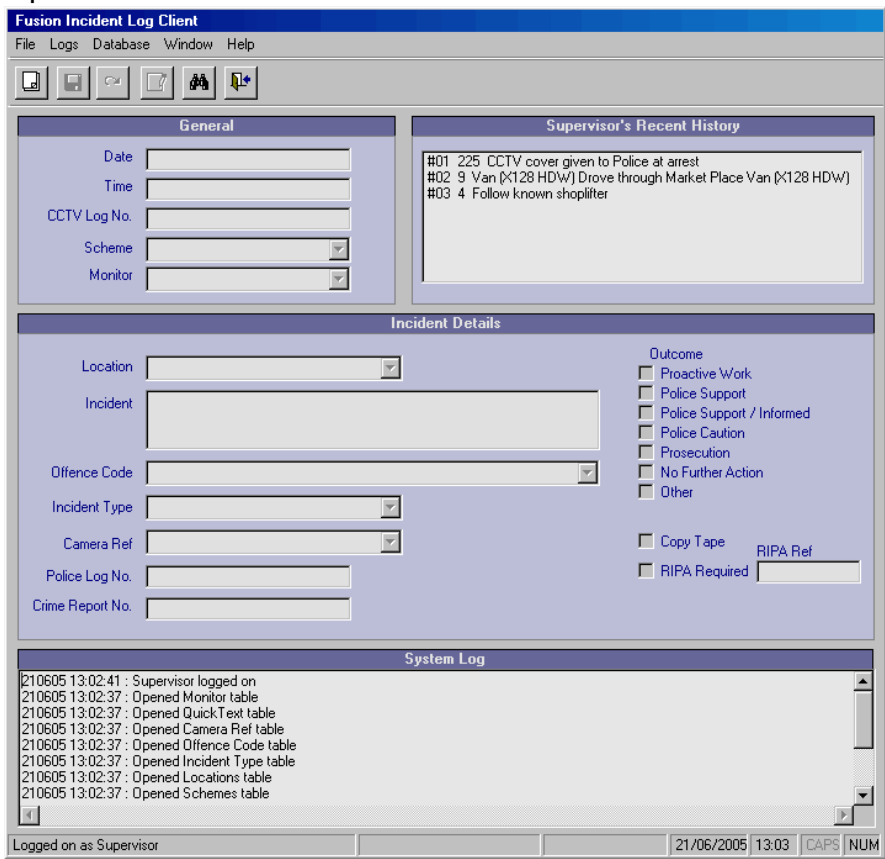 Fusion Incident Log Client
File Logs Database Window Help
General
Date
Time
CCTV Log No.
Scheme
Monitor
Supervisor's Recent History
#01 225 CCTV cover given to Police at arrest
#02 9 Van (X128 HDW) Drove through Market Place Van (X128 HDW)
#03 4 Follow known shoplifter
Incident Details
Location
Incident
Offence Code
Incident Type
Camera Ref
Police Log No.
Crime Report No.
Outcome
Proactive Work
Police Support
Police Support / Informed
Police Caution
Prosecution
No Further Action
Other
Copy Tape
RIPA Ref
RIPA Required
System Log
210605 13:02:41 : Supervisor logged on
210605 13:02:37 : Opened Monitor table
210605 13:02:37 : Opened QuickText table
210605 13:02:37 : Opened Camera Ref table
210605 13:02:37 : Opened Offence Code table
210605 13:02:37 : Opened Incident Type table
210605 13:02:37 : Opened Locations table
210605 13:02:37 : Opened Schemes table
Logged on as Supervisor 21/06/2005 13:03 CAPS NUM